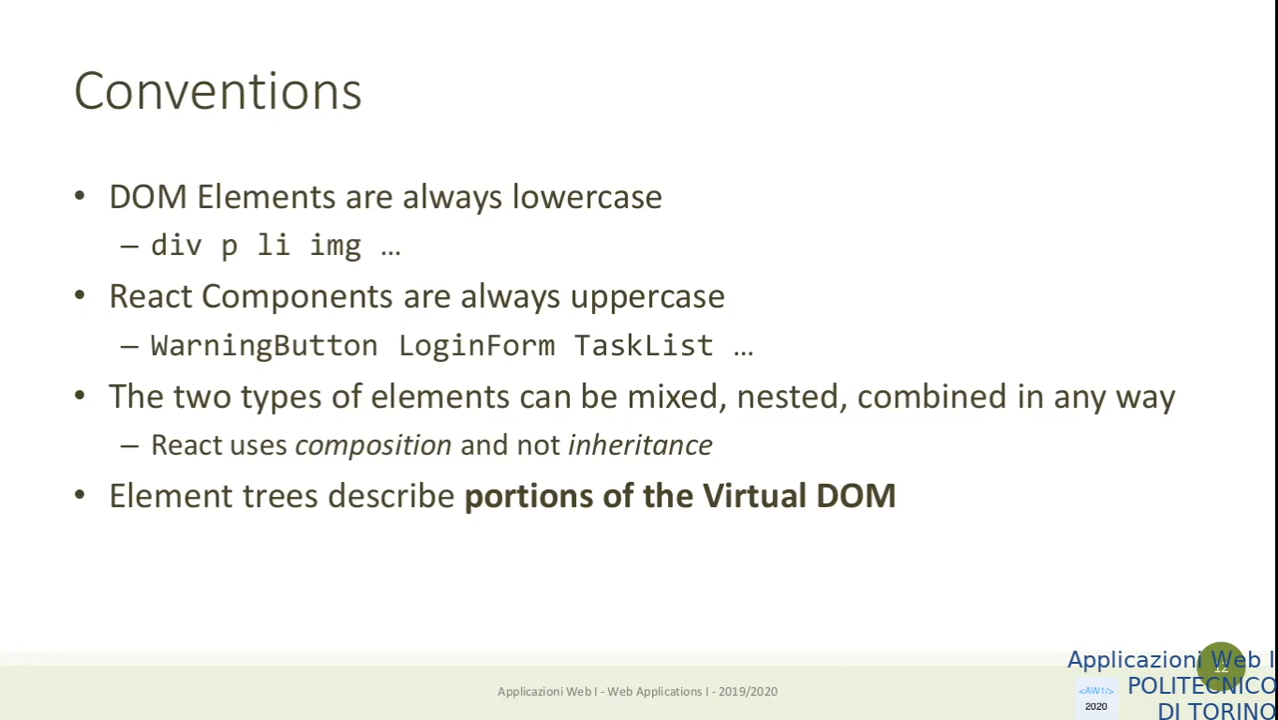 Conventions
• DOM Elements are always lowercase
– div p li img …
• React Components are always uppercase
– WarningButton LoginForm TaskList …
• The two types of elements can be mixed, nested, combined in any way
– React uses composition and not inheritance
• Element trees describe portions of the Virtual DOM
Applicazioni Web I - Web Applications I - 2019/2020
12
Applicazioni Web I
POLITECNICO
DI TORINO
<AW1/>
2020